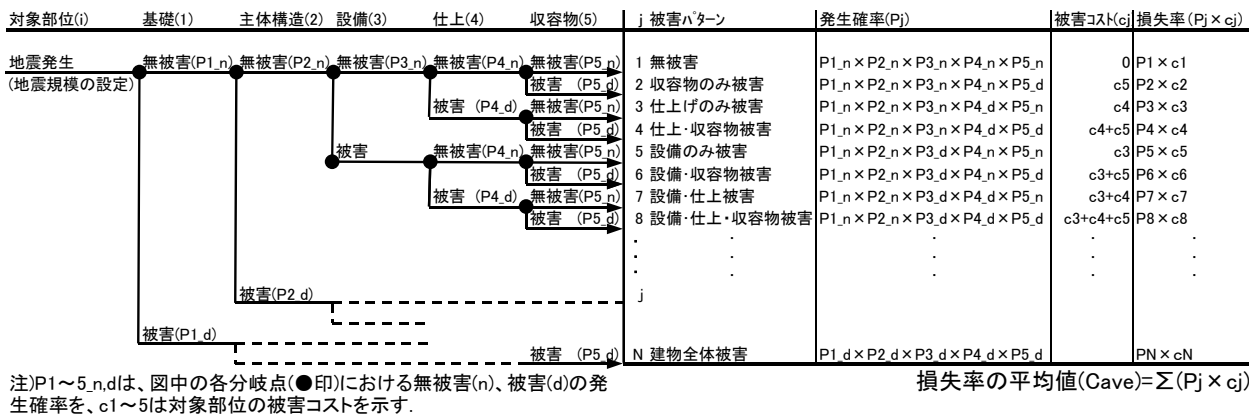 対象部位(i) 基礎(1) 主体構造(2) 設備(3) 仕上(4) 収容物(5) j 被害パターン 発生確率(Pj) 被害コスト(cj 損失率(Pj×cj)
地震発生 無被害(P1_n) 無被害(P2_n) 無被害(P3_n) 無被害(P4_n) 無被害(P5_n) 1 無被害 P1_n×P2_n×P3_n×P4_n×P5_n 0 P1×c1
(地震規模の設定) 被害 (P5_d) 2 収容物のみ被害 P1_n×P2_n×P3_n×P4_n×P5_d c5 P2×c2
被害 (P4_d) 無被害(P5_n) 3 仕上げのみ被害 P1_n×P2_n×P3_n×P4_d×P5_n c4 P3×c3
被害 (P5_d) 4 仕上・収容物被害 P1_n×P2_n×P3_n×P4_d×P5_d c4+c5 P4×c4
被害 無被害(P4_n) 無被害(P5_n) 5 設備のみ被害 P1_n×P2_n×P3_d×P4_n×P5_n c3 P5×c5
被害 (P5_d) 6 設備・収容物被害 P1_n×P2_n×P3_d×P4_n×P5_d c3+c5 P6×c6
被害 (P4_d) 無被害(P5_n) 7 設備・仕上被害 P1_n×P2_n×P3_d×P4_d×P5_n c3+c4 P7×c7
被害 (P5_d) 8 設備・仕上・収容物被害 P1_n×P2_n×P3_d×P4_d×P5_d c3+c4+c5 P8×c8
被害(P2_d) j
被害(P1_d)
被害 (P5_d) N 建物全体被害 P1_d×P2_d×P3_d×P4_d×P5_d PN×cN
注)P1～5_n,dは、図中の各分岐点(●印)における無被害(n)、被害(d)の発
生確率を、c1～5は対象部位の被害コストを示す.
損失率の平均値(Cave)=Σ(Pj×cj)